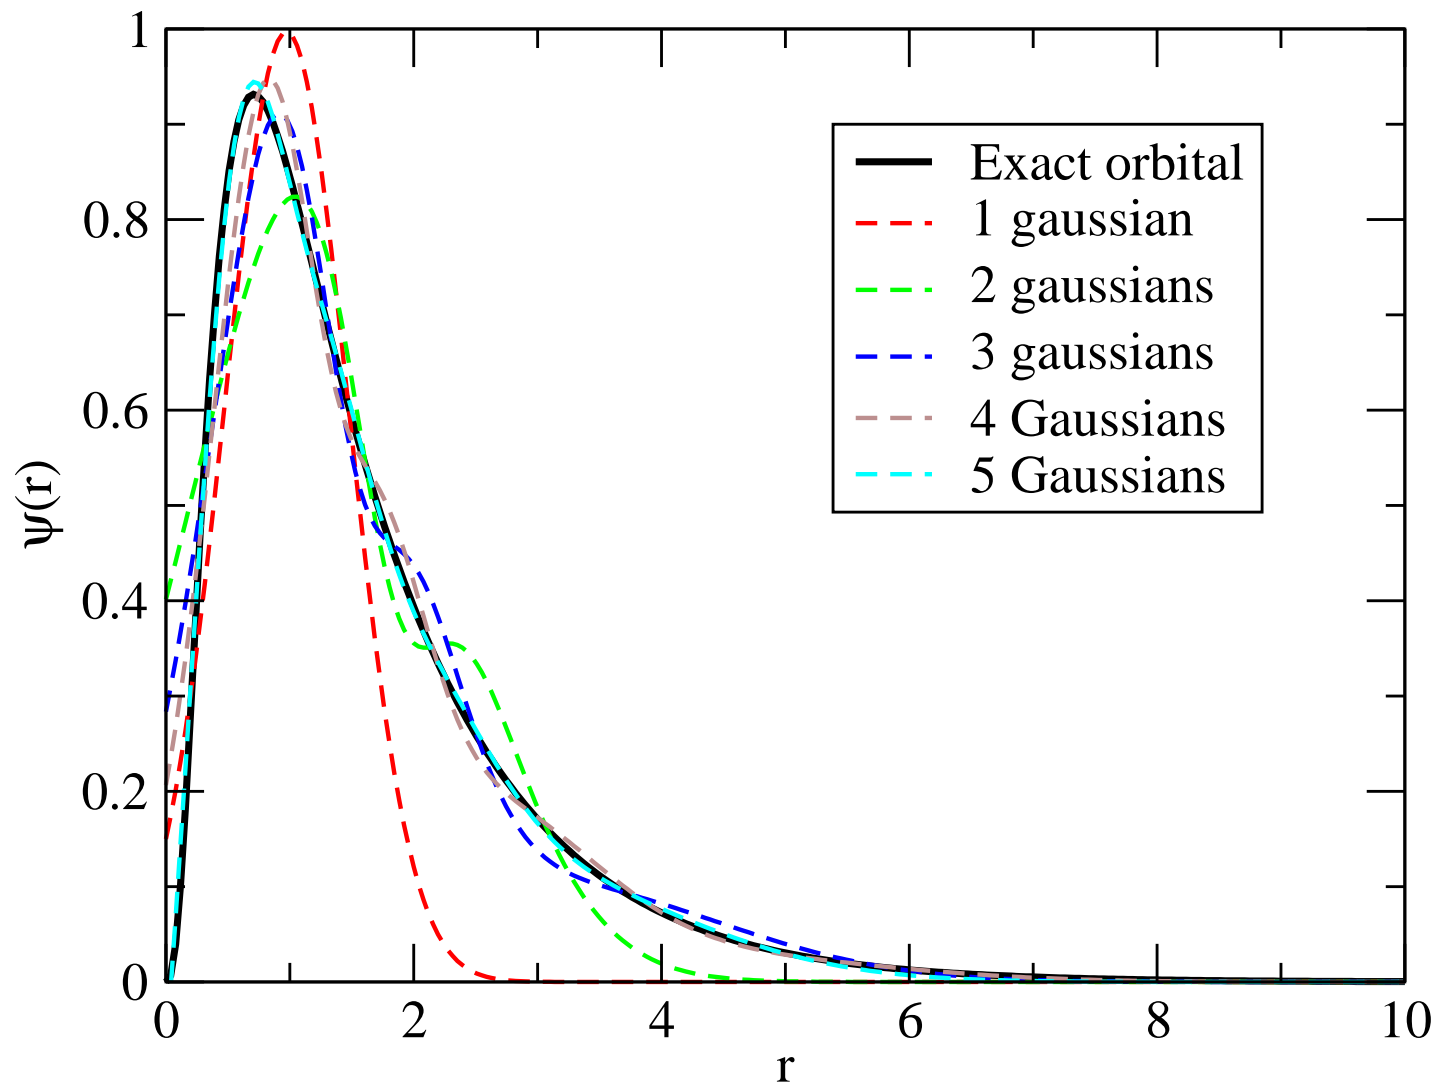 1
0.8
0.6
0.4
0.2
0
ψ(r)
0 2 4 6 8 10
r
Exact orbital
1 gaussian
2 gaussians
3 gaussians
4 Gaussians
5 Gaussians